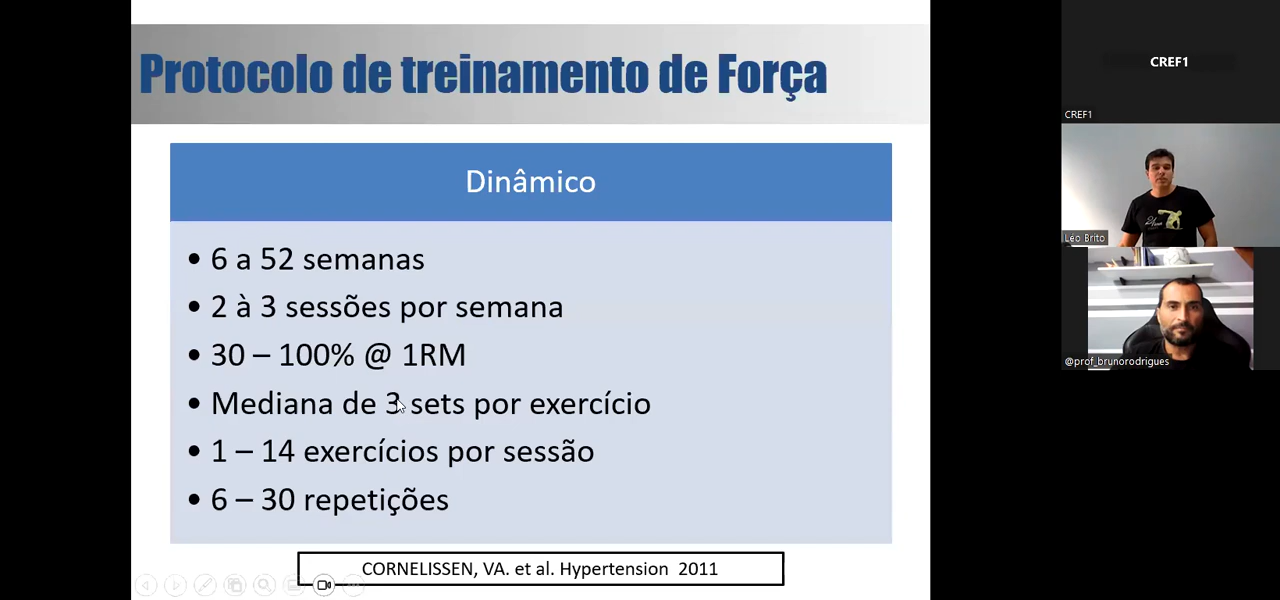 Protocolo de treinamento de Força
Dinâmico
• 6 a 52 semanas
• 2 à 3 sessões por semana
• 30 – 100% @ 1RM
• Mediana de 3 sets por exercício
• 1 – 14 exercícios por sessão
• 6 – 30 repetições
CORNELISSEN, VA. et al. Hypertension 2011
CREF1
CREF1
Léo Brito
@prof_brunorodrigues